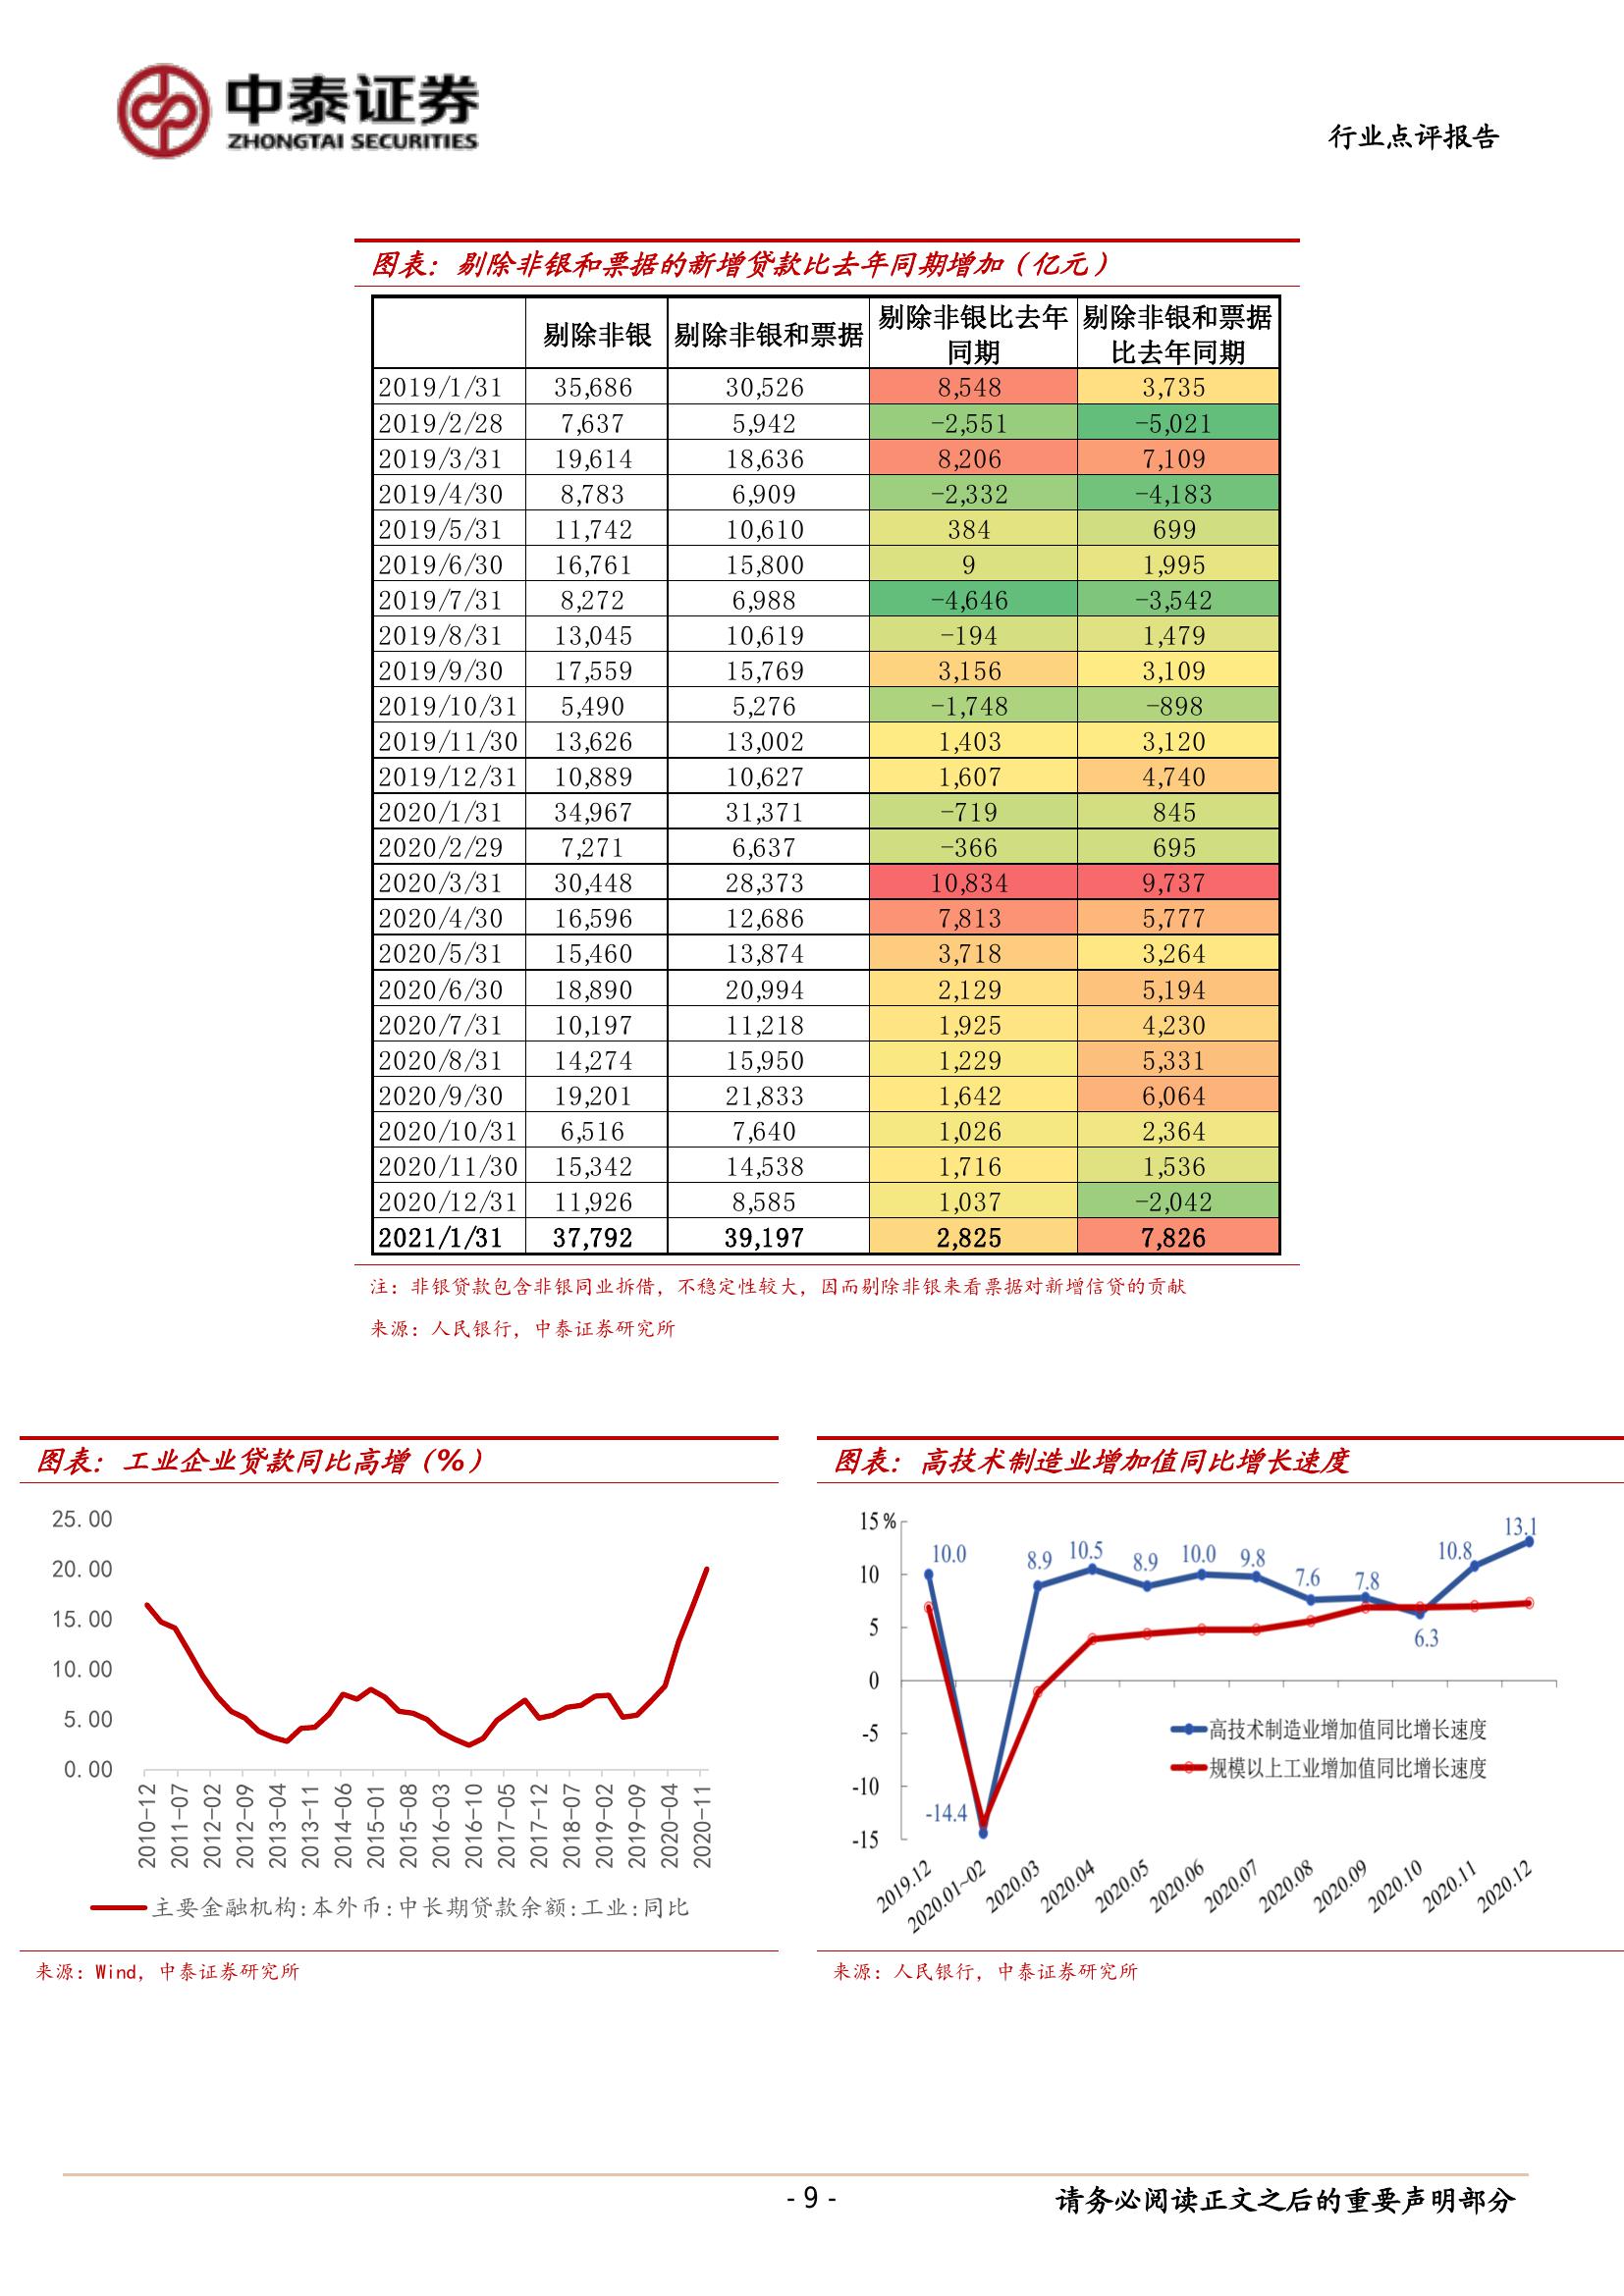 中泰证券
ZHONGTAI SECURITIES
行业点评报告
图表：剔除非银和票据的新增贷款比去年同期增加（亿元）
剔除非银 剔除非银和票据 剔除非银比去年同期 剔除非银和票据比去年同期
2019/1/31 35,686 30,526 8,548 3,735
2019/2/28 7,637 5,942 -2,551 -5,021
2019/3/31 19,614 18,636 8,206 7,109
2019/4/30 8,783 6,909 -2,332 -4,183
2019/5/31 11,742 10,610 384 699
2019/6/30 16,761 15,800 9 1,995
2019/7/31 8,272 6,988 -4,646 -3,542
2019/8/31 13,045 10,619 -194 1,479
2019/9/30 17,559 15,769 3,156 3,109
2019/10/31 5,490 5,276 -1,748 -898
2019/11/30 13,626 13,002 1,403 3,120
2019/12/31 10,889 10,627 1,607 4,740
2020/1/31 34,967 31,371 -719 845
2020/2/29 7,271 6,637 -366 695
2020/3/31 30,448 28,373 10,834 9,737
2020/4/30 16,596 12,686 7,813 5,777
2020/5/31 15,460 13,874 3,718 3,264
2020/6/30 18,890 20,994 2,129 5,194
2020/7/31 10,197 11,218 1,925 4,230
2020/8/31 14,274 15,950 1,229 5,331
2020/9/30 19,201 21,833 1,642 6,064
2020/10/31 6,516 7,640 1,026 2,364
2020/11/30 15,342 14,538 1,716 1,536
2020/12/31 11,926 8,585 1,037 -2,042
2021/1/31 37,792 39,197 2,825 7,826
注：非银贷款包含非银同业拆借，不稳定性较大，因而剔除非银来看票据对新增信贷的贡献
来源：人民银行，中泰证券研究所
图表：工业企业贷款同比高增（%）
25.00
20.00
15.00
10.00
5.00
0.00
2010-12 2011-07 2012-02 2012-09 2013-04 2013-11 2014-06 2015-01 2015-08 2016-03 2016-10 2017-05 2017-12 2018-07 2019-02 2019-09 2020-04 2020-11
主要金融机构:本外币:中长期贷款余额:工业:同比
来源：Wind，中泰证券研究所
图表：高技术制造业增加值同比增长速度
15 %
10
5
0
-5
-10
-15
10.0 -14.4 8.9 10.5 8.9 10.0 9.8 7.6 7.8 6.3 10.8 13.1
高技术制造业增加值同比增长速度
规模以上工业增加值同比增长速度
2019.12 2020.01~02 2020.03 2020.04 2020.05 2020.06 2020.07 2020.08 2020.09 2020.10 2020.11 2020.12
来源：人民银行，中泰证券研究所
- 9 -
请务必阅读正文之后的重要声明部分